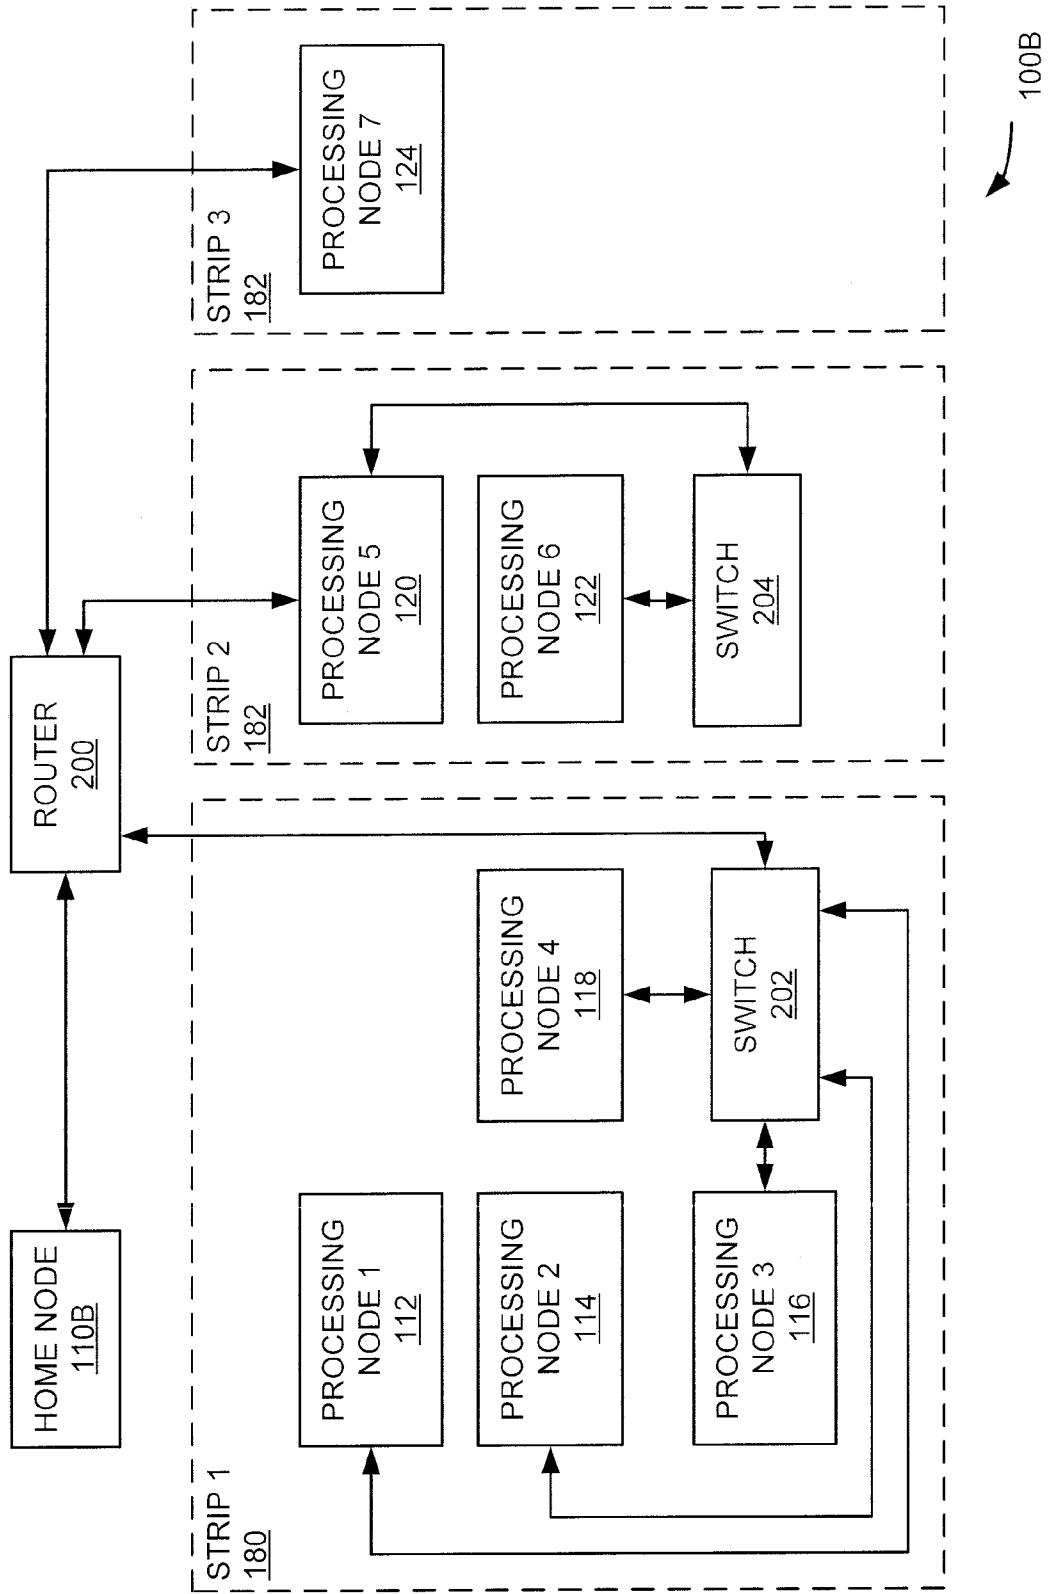 HOME NODE
110B
ROUTER
200
STRIP 1
180
PROCESSING
NODE 1
112
PROCESSING
NODE 2
114
PROCESSING
NODE 3
116
PROCESSING
NODE 4
118
SWITCH
202
STRIP 2
182
PROCESSING
NODE 5
120
PROCESSING
NODE 6
122
SWITCH
204
STRIP 3
182
PROCESSING
NODE 7
124
100B